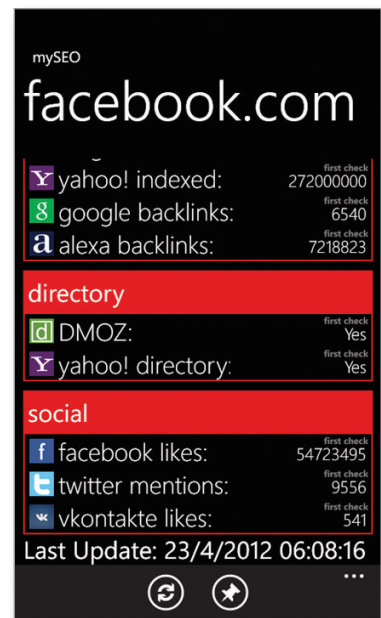 mySEO
facebook.com
first check
yahoo! indexed: 272000000
first check
google backlinks: 6540
first check
alexa backlinks: 7218823
directory
first check
DMOZ: Yes
first check
yahoo! directory: Yes
social
first check
facebook likes: 54723495
first check
twitter mentions: 9556
first check
vkontakte likes: 541
Last Update: 23/4/2012 06:08:16